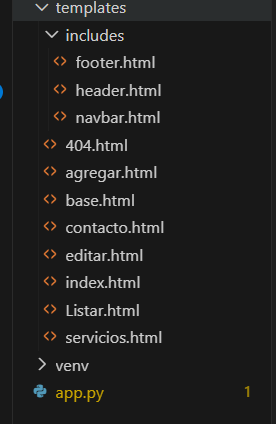 templates
includes
footer.html
header.html
navbar.html
404.html
agregar.html
base.html
contacto.html
editar.html
index.html
Listar.html
servicios.html
venv
app.py 1